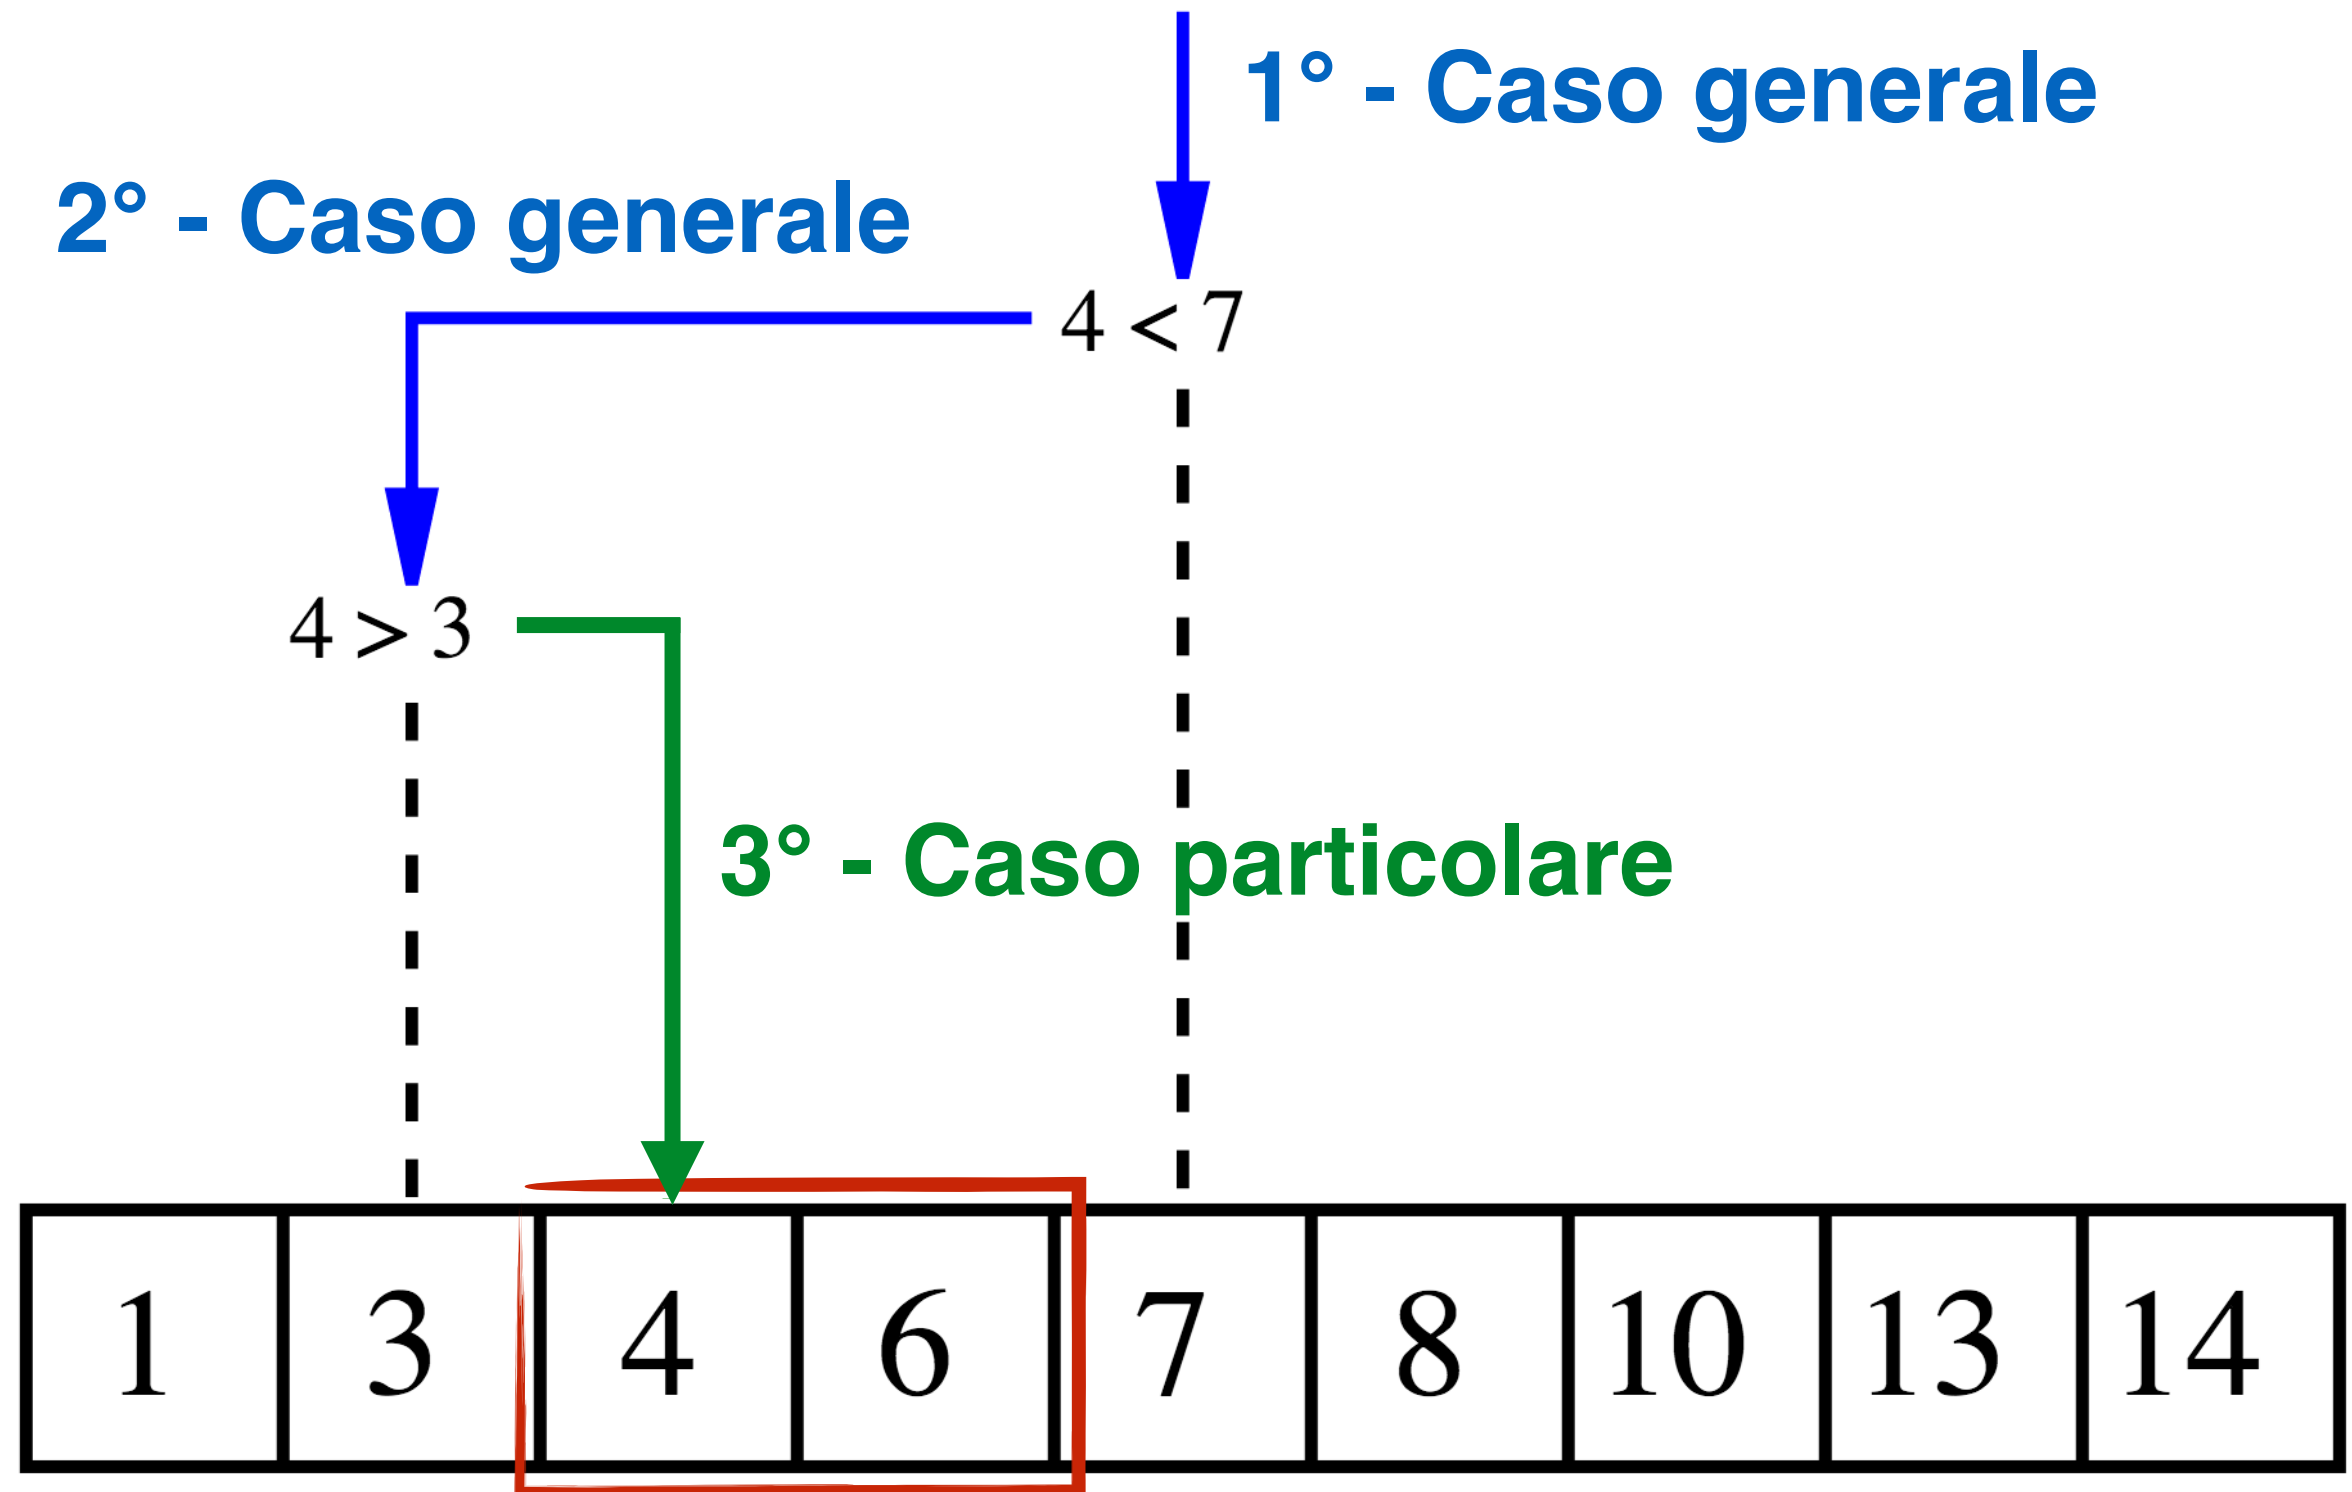 1° - Caso generale
2° - Caso generale
4 < 7
4 > 3
3° - Caso particolare
1 3 4 6 7 8 10 13 14